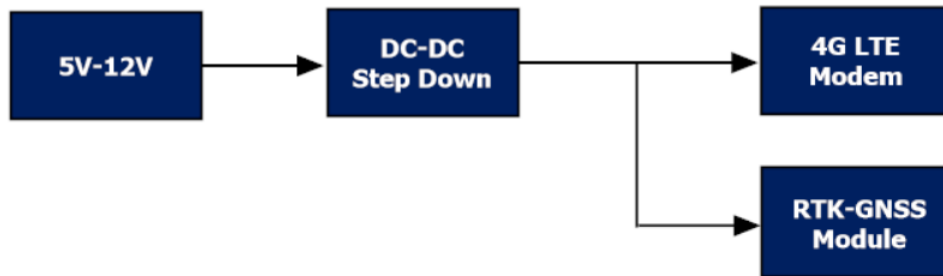 5V-12V
DC-DC
Step Down
4G LTE
Modem
RTK-GNSS
Module